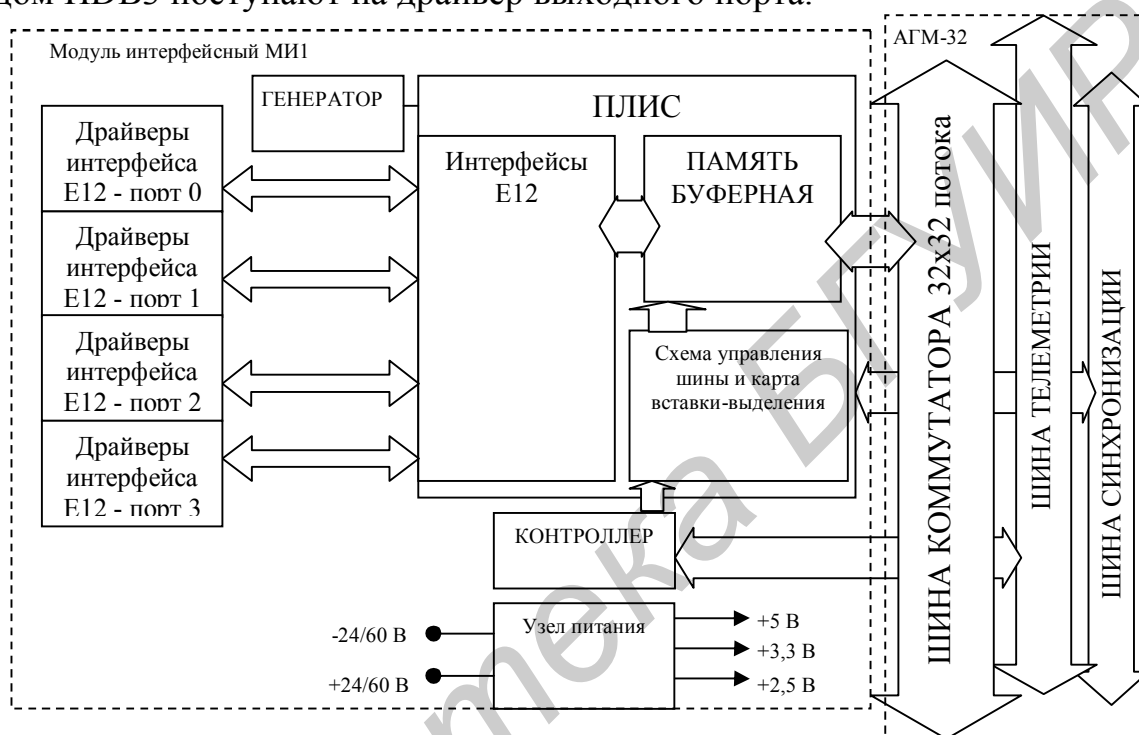 дом HDB3 поступают на драйвер выходного порта.
Модуль интерфейсный МИ1
АГМ-32
ГЕНЕРАТОР
ПЛИС
Драйверы
интерфейса
Е12 - порт 0
Драйверы
интерфейса
Е12 - порт 1
Драйверы
интерфейса
Е12 - порт 2
Драйверы
интерфейса
Е12 - порт 3
Интерфейсы
Е12
ПАМЯТЬ
БУФЕРНАЯ
Схема управления
шины и карта
вставки-выделения
КОНТРОЛЛЕР
Узел питания
-24/60 В
+24/60 В
+5 В
+3,3 В
+2,5 В
ШИНА КОММУТАТОРА 32х32 потока
ШИНА ТЕЛЕМЕТРИИ
ШИНА СИНХРОНИЗАЦИИ
тека БГУИР